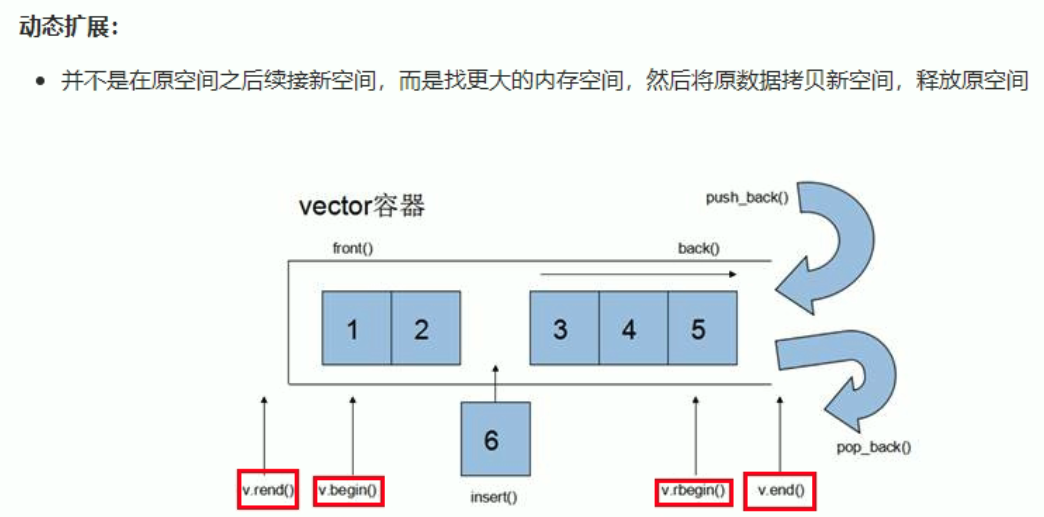 动态扩展：
• 并不是在原空间之后续接新空间，而是找更大的内存空间，然后将原数据拷贝新空间，释放原空间
vector容器
push_back()
front()
back()
1 2 3 4 5
6
pop_back()
v.rend()
v.begin()
insert()
v.rbegin()
v.end()